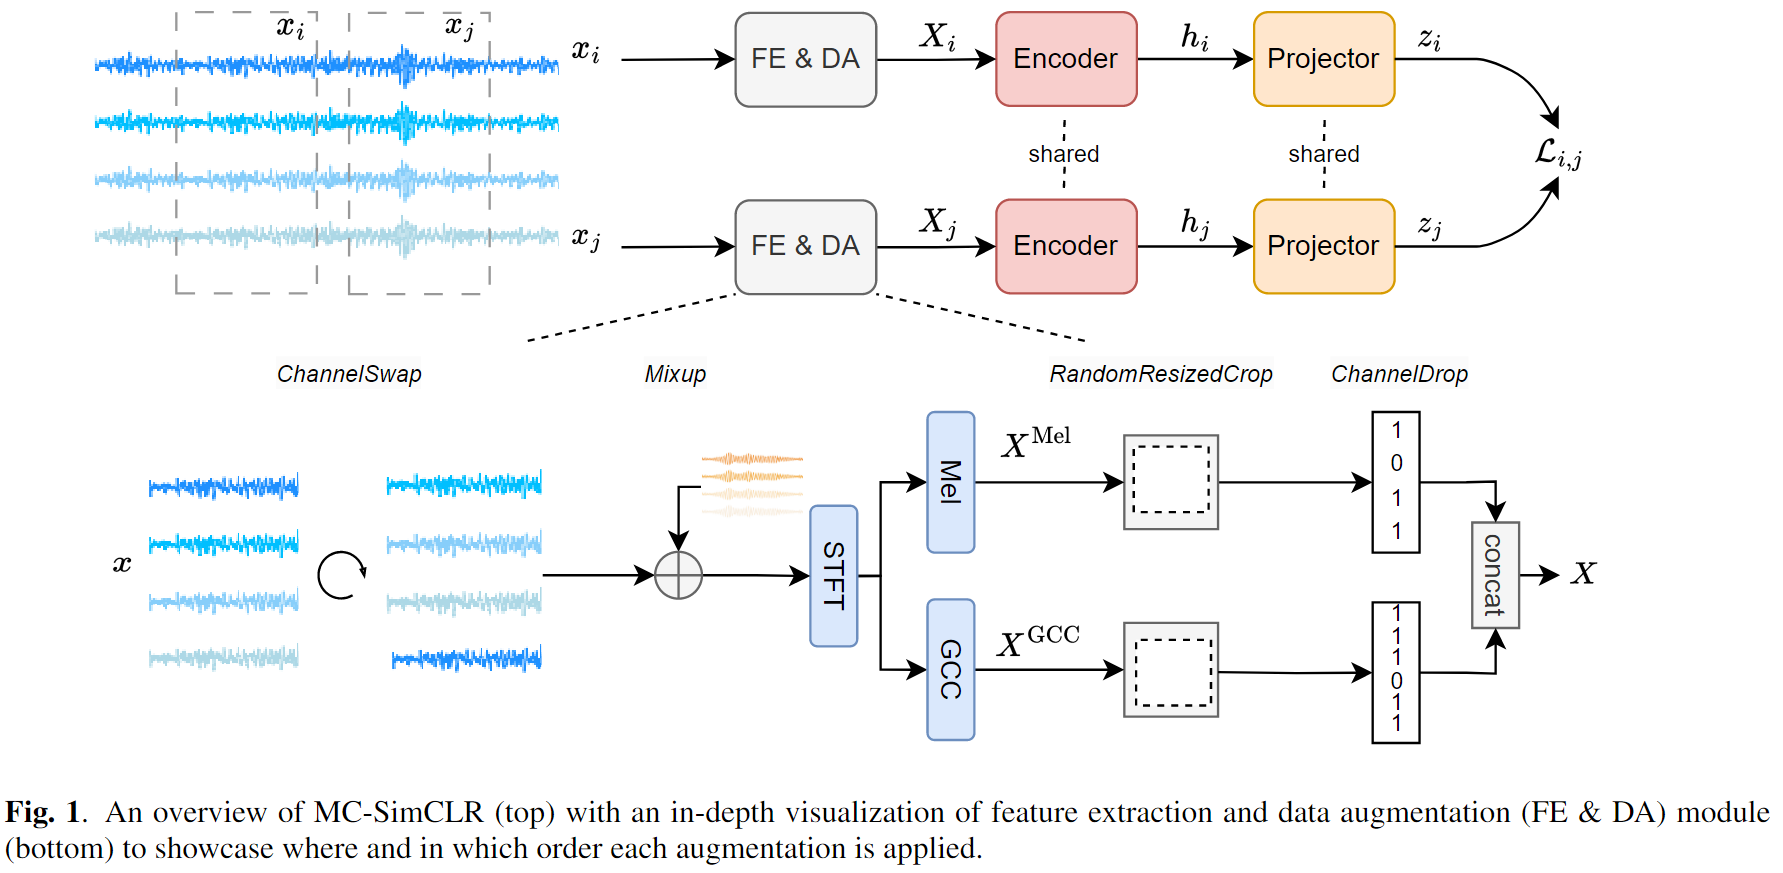 x_i
x_j
x_i
FE & DA
X_i
Encoder
h_i
Projector
z_i
shared
shared
ℒ_{i,j}
x_j
FE & DA
X_j
Encoder
h_j
Projector
z_j
ChannelSwap
Mixup
RandomResizedCrop
ChannelDrop
x
STFT
Mel
X^Mel
1
0
1
1
GCC
X^GCC
1
1
1
0
1
1
concat
X
Fig. 1. An overview of MC-SimCLR (top) with an in-depth visualization of feature extraction and data augmentation (FE & DA) module
(bottom) to showcase where and in which order each augmentation is applied.